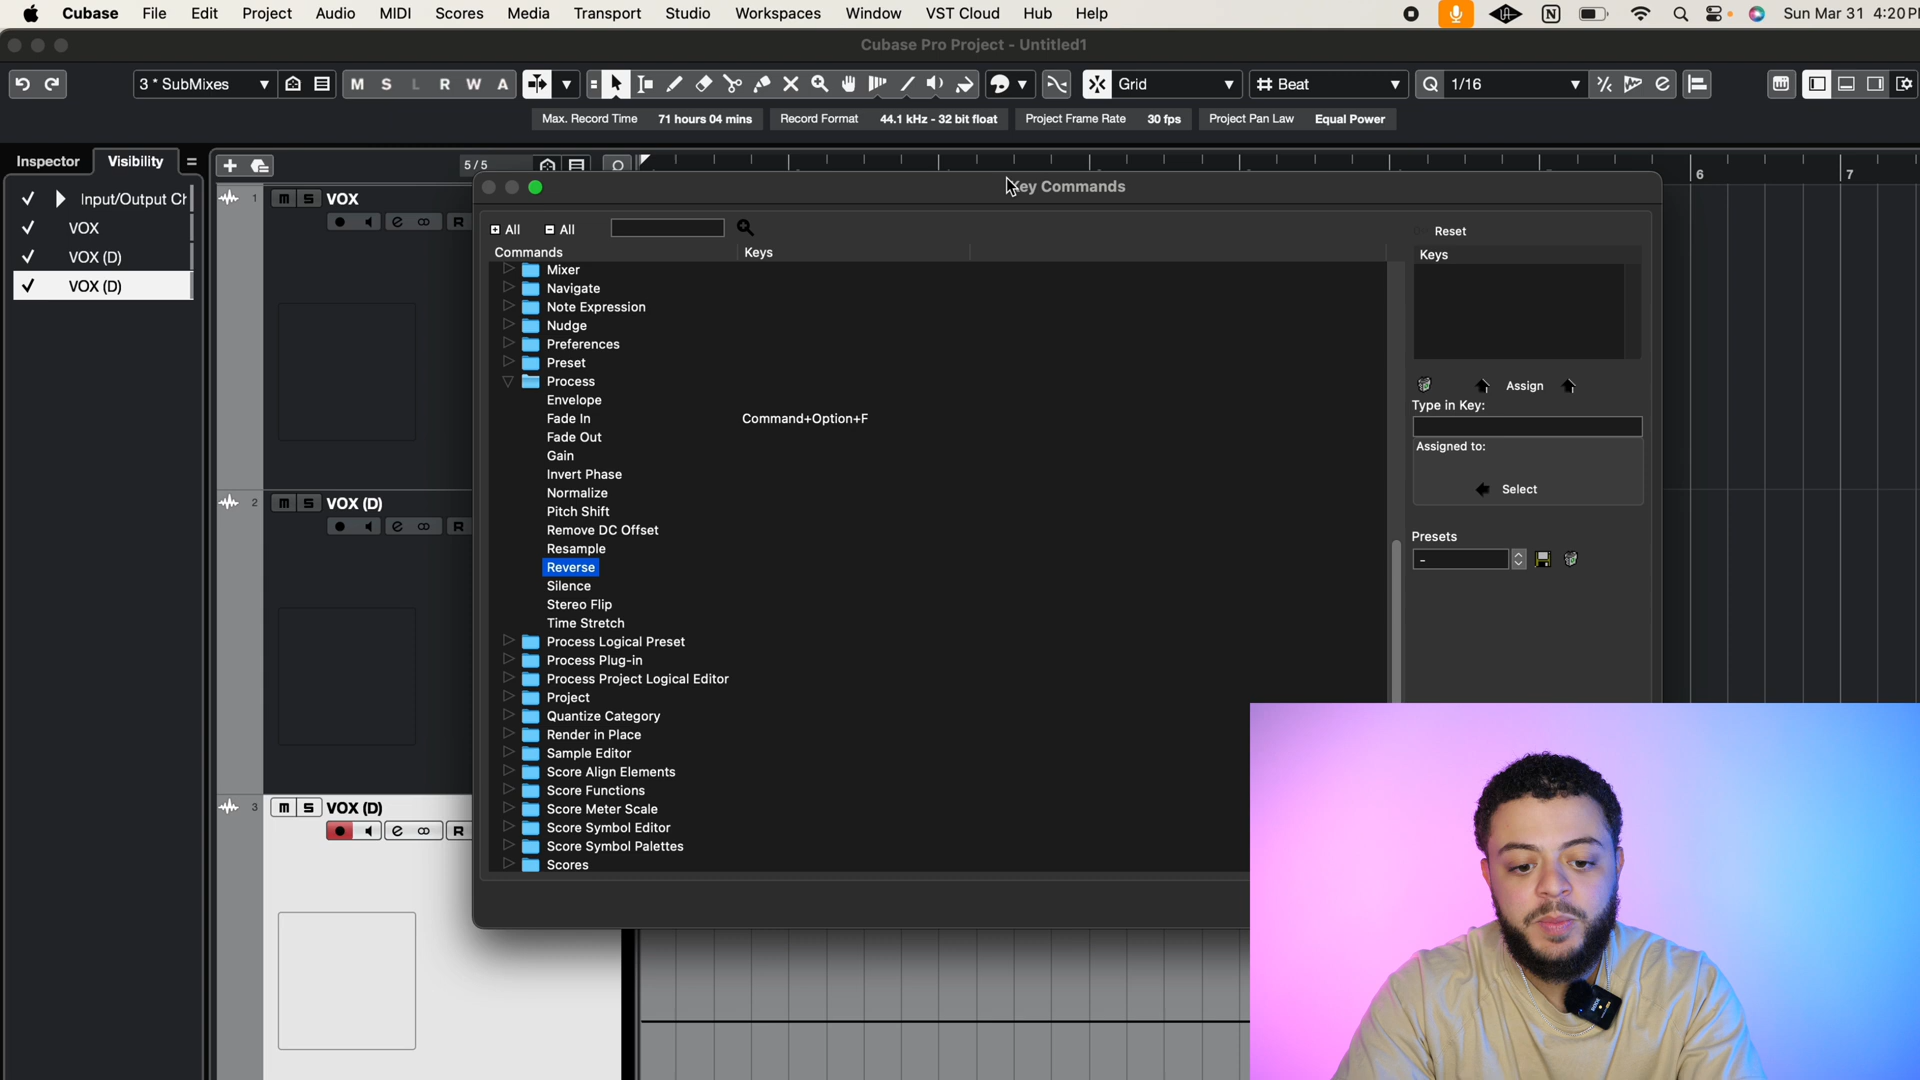 Cubase File Edit Project Audio MIDI Scores Media Transport Studio Workspaces Window VST Cloud Hub Help Sun Mar 31 4:20P
Cubase Pro Project - Untitled1
3 * SubMixes M S L R W A Grid Beat Q 1/16
Max. Record Time 71 hours 04 mins Record Format 44.1 kHz - 32 bit float Project Frame Rate 30 fps Project Pan Law Equal Power
Inspector Visibility 5/5 6 7
Input/Output Ch
VOX
VOX (D)
VOX (D)
1 m S VOX
R
2 m S VOX (D)
R
3 m S VOX (D)
R
Key Commands
All All
Commands Keys
Mixer
Navigate
Note Expression
Nudge
Preferences
Preset
Process
Envelope
Fade In Command+Option+F
Fade Out
Gain
Invert Phase
Normalize
Pitch Shift
Remove DC Offset
Resample
Reverse
Silence
Stereo Flip
Time Stretch
Process Logical Preset
Process Plug-in
Process Project Logical Editor
Project
Quantize Category
Render in Place
Sample Editor
Score Align Elements
Score Functions
Score Meter Scale
Score Symbol Editor
Score Symbol Palettes
Scores
Reset
Keys
Assign
Type in Key:
Assigned to:
Select
Presets
-